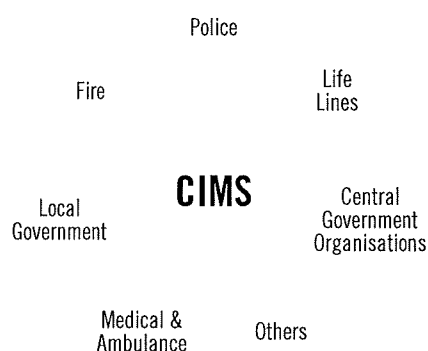 Police
Fire
Life
Lines
CIMS
Local
Government
Central
Government
Organisations
Medical &
Ambulance
Others